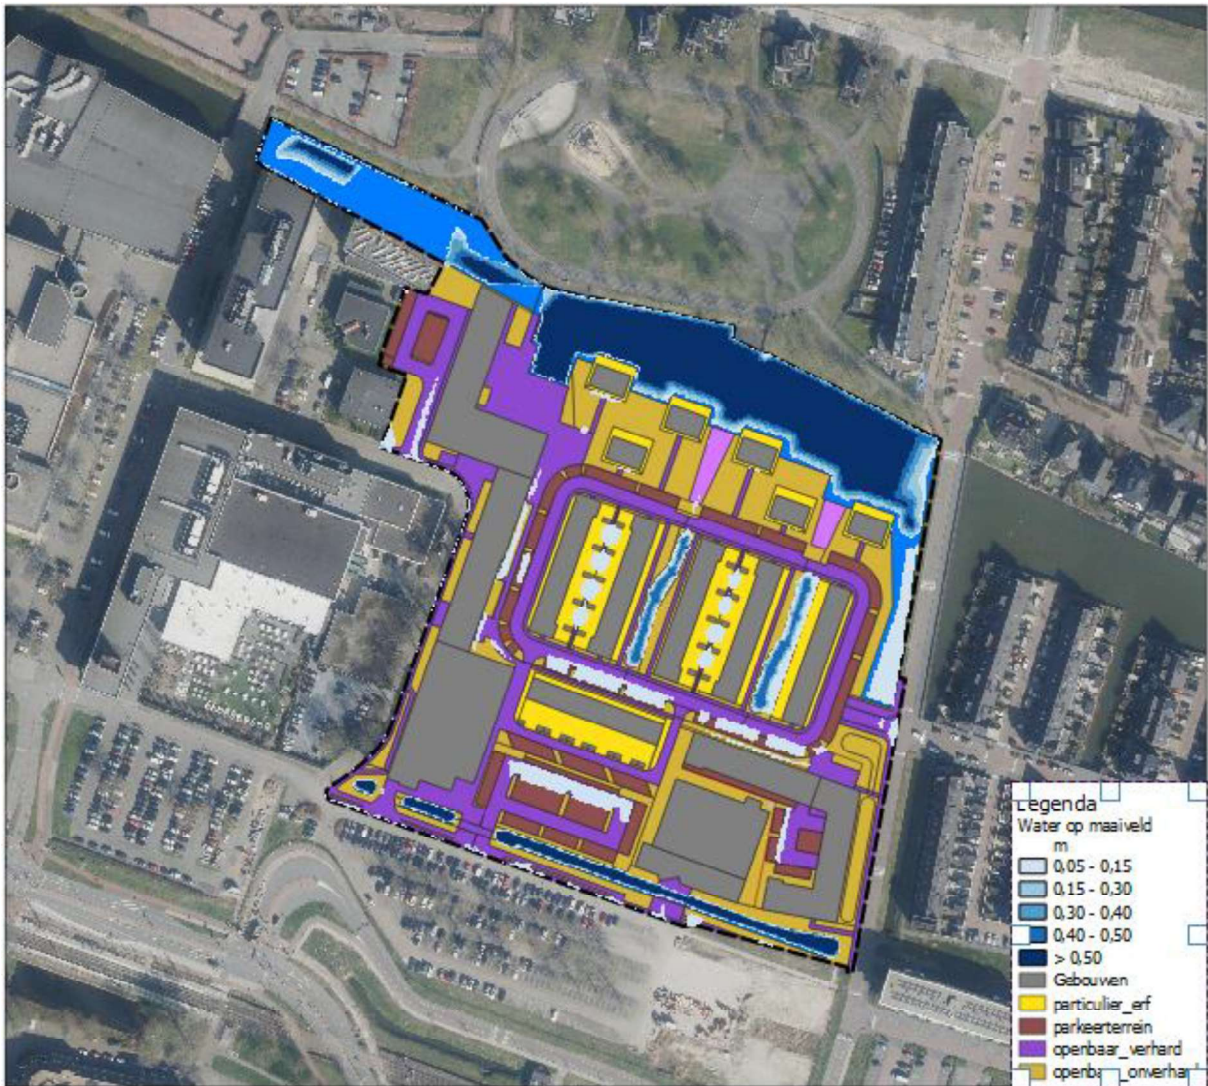 Legenda
Water op maaiveld
m
0,05 - 0,15
0,15 - 0,30
0,30 - 0,40
0,40 - 0,50
> 0,50
Gebouwen
particulier_erf
parkeerterrein
openbaar_verhard